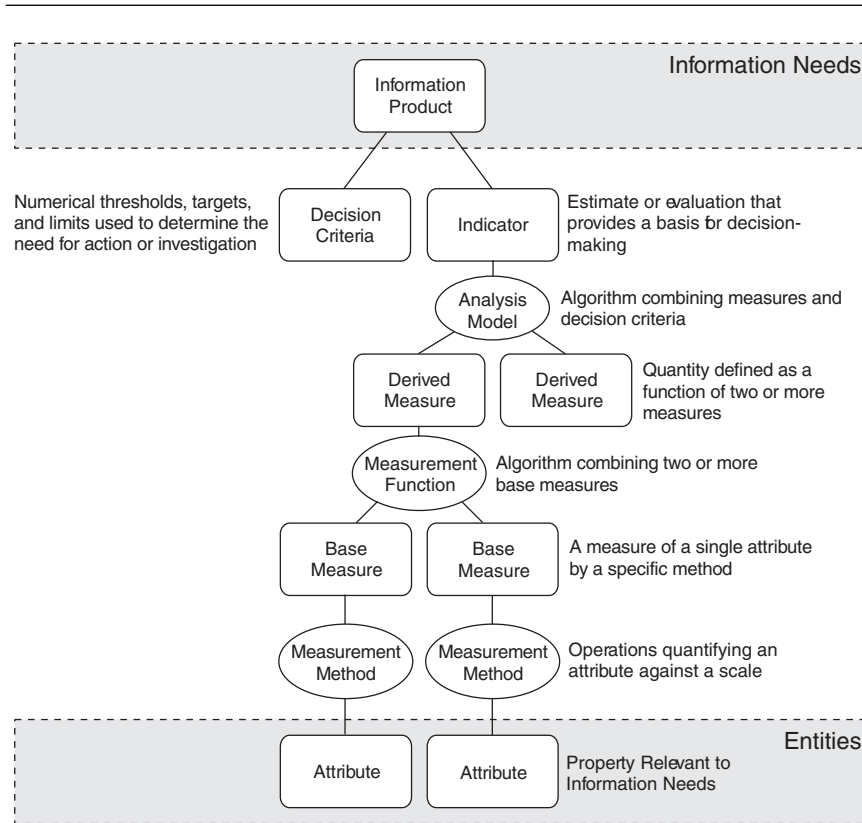 Information Needs
Information
Product
Numerical thresholds, targets,
and limits used to determine the
need for action or investigation
Decision
Criteria
Indicator
Estimate or evaluation that
provides a basis for decision-
making
Analysis
Model
Algorithm combining measures and
decision criteria
Derived
Measure
Derived
Measure
Quantity defined as a
function of two or more
measures
Measurement
Function
Algorithm combining two or more
base measures
Base
Measure
Base
Measure
A measure of a single attribute
by a specific method
Measurement
Method
Measurement
Method
Operations quantifying an
attribute against a scale
Entities
Attribute
Attribute
Property Relevant to
Information Needs